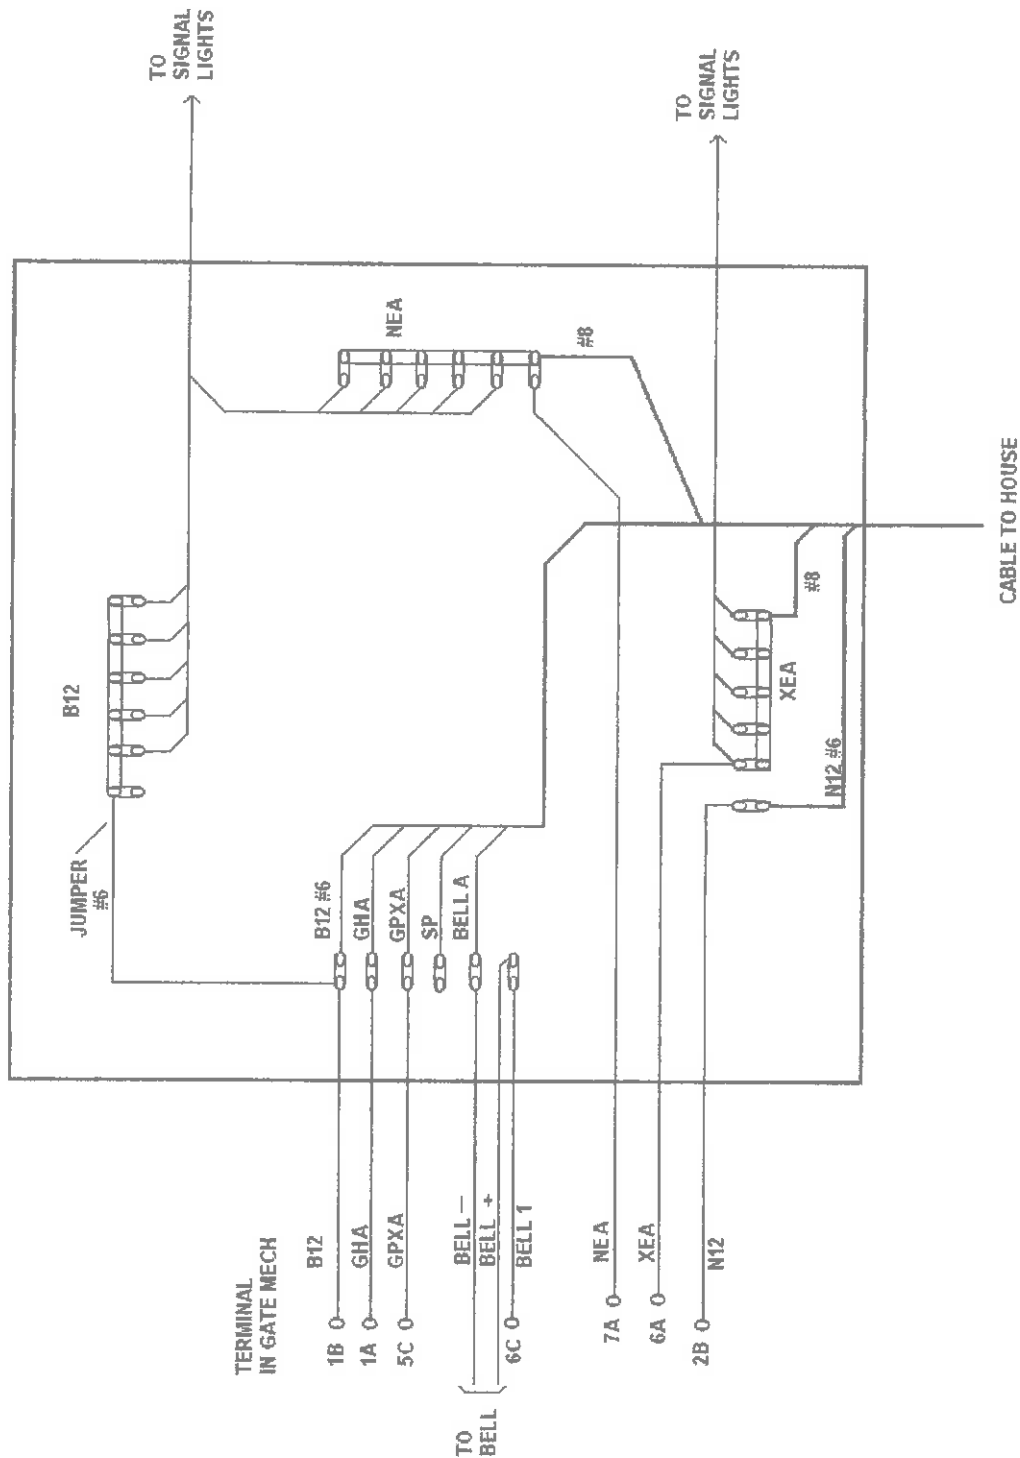 TO
SIGNAL
LIGHTS
TO
SIGNAL
LIGHTS
NEA
#8
B12
JUMPER
#6
B12 #6
GHA
GPXA
SP
BELL A
XEA
#8
N12 #6
CABLE TO HOUSE
TERMINAL
IN GATE MECH
1B
B12
1A
GHA
5C
GPXA
TO
BELL
BELL −
BELL +
6C
BELL 1
7A
NEA
6A
XEA
2B
N12